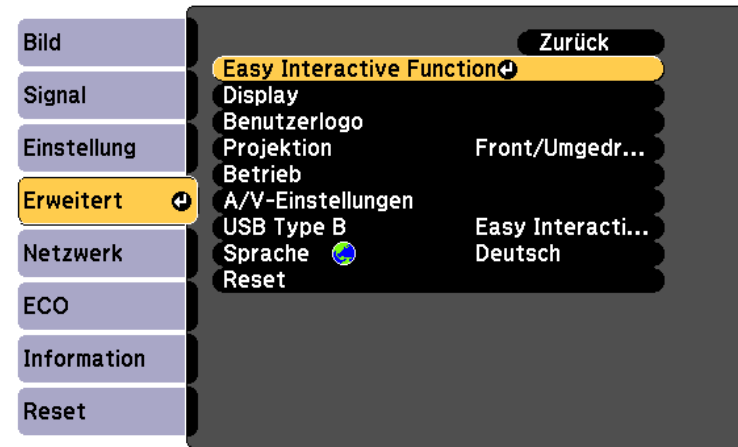 Bild
Signal
Einstellung
Erweitert
Netzwerk
ECO
Information
Reset
Zurück
Easy Interactive Function
Display
Benutzerlogo
Projektion Front/Umgedr...
Betrieb
A/V-Einstellungen
USB Type B Easy Interacti...
Sprache Deutsch
Reset